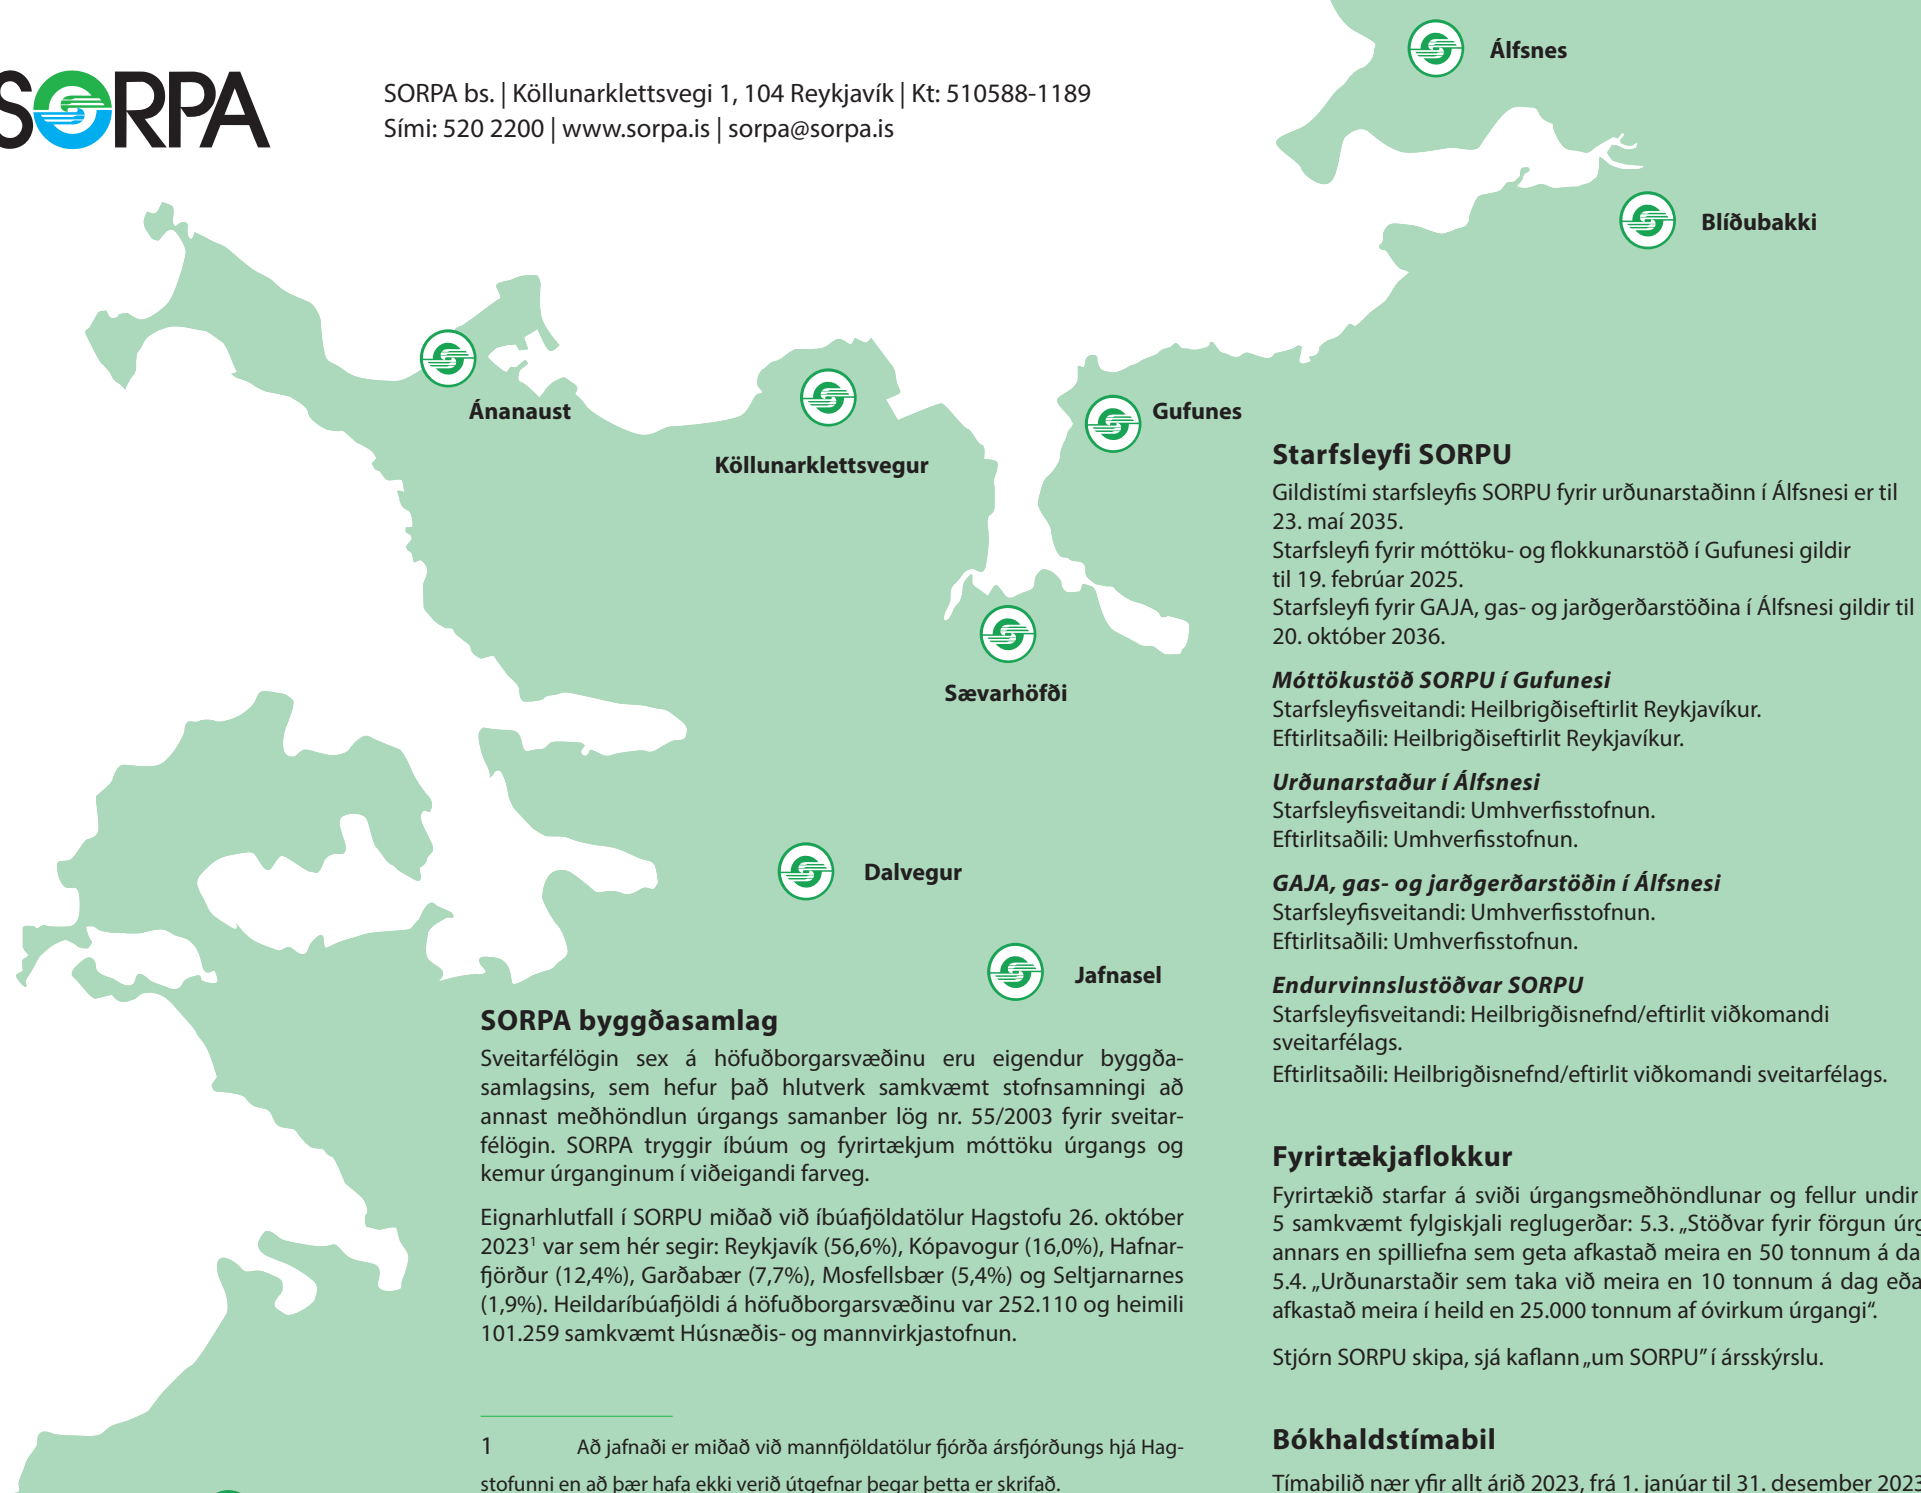 SORPA
SORPA bs. | Köllunarklettsvegi 1, 104 Reykjavík | Kt: 510588-1189
Sími: 520 2200 | www.sorpa.is | sorpa@sorpa.is
Álfsnes
Blíðubakki
Ánanaust
Köllunarklettsvegur
Gufunes
Sævarhöfði
Dalvegur
Jafnasel
SORPA byggðasamlag
Sveitarfélögin sex á höfuðborgarsvæðinu eru eigendur byggða-
samlagsins, sem hefur það hlutverk samkvæmt stofnsamningi að
annast meðhöndlun úrgangs samanber lög nr. 55/2003 fyrir sveitar-
félögin. SORPA tryggir íbúum og fyrirtækjum móttöku úrgangs og
kemur úrganginum í viðeigandi farveg.
Eignarhlutfall í SORPU miðað við íbúafjöldatölur Hagstofu 26. október
2023¹ var sem hér segir: Reykjavík (56,6%), Kópavogur (16,0%), Hafnar-
fjörður (12,4%), Garðabær (7,7%), Mosfellsbær (5,4%) og Seltjarnarnes
(1,9%). Heildaríbúafjöldi á höfuðborgarsvæðinu var 252.110 og heimili
101.259 samkvæmt Húsnæðis- og mannvirkjastofnun.
1 Að jafnaði er miðað við mannfjöldatölur fjórða ársfjórðungs hjá Hag-
stofunni en að þær hafa ekki verið útgefnar þegar þetta er skrifað.
Starfsleyfi SORPU
Gildistími starfsleyfis SORPU fyrir urðunarstaðinn í Álfsnesi er til
23. maí 2035.
Starfsleyfi fyrir móttöku- og flokkunarstöð í Gufunesi gildir
til 19. febrúar 2025.
Starfsleyfi fyrir GAJA, gas- og jarðgerðarstöðina í Álfsnesi gildir til
20. október 2036.
Móttökustöð SORPU í Gufunesi
Starfsleyfisveitandi: Heilbrigðiseftirlit Reykjavíkur.
Eftirlitsaðili: Heilbrigðiseftirlit Reykjavíkur.
Urðunarstaður í Álfsnesi
Starfsleyfisveitandi: Umhverfisstofnun.
Eftirlitsaðili: Umhverfisstofnun.
GAJA, gas- og jarðgerðarstöðin í Álfsnesi
Starfsleyfisveitandi: Umhverfisstofnun.
Eftirlitsaðili: Umhverfisstofnun.
Endurvinnslustöðvar SORPU
Starfsleyfisveitandi: Heilbrigðisnefnd/eftirlit viðkomandi
sveitarfélags.
Eftirlitsaðili: Heilbrigðisnefnd/eftirlit viðkomandi sveitarfélags.
Fyrirtækjaflokkur
Fyrirtækið starfar á sviði úrgangsmeðhöndlunar og fellur undir
5 samkvæmt fylgiskjali reglugerðar: 5.3. „Stöðvar fyrir förgun úrg
annars en spilliefna sem geta afkastað meira en 50 tonnum á da
5.4. „Urðunarstaðir sem taka við meira en 10 tonnum á dag eða
afkastað meira í heild en 25.000 tonnum af óvirkum úrgangi“.
Stjórn SORPU skipa, sjá kaflann „um SORPU” í ársskýrslu.
Bókhaldstímabil
Tímabilið nær yfir allt árið 2023, frá 1. janúar til 31. desember 2023